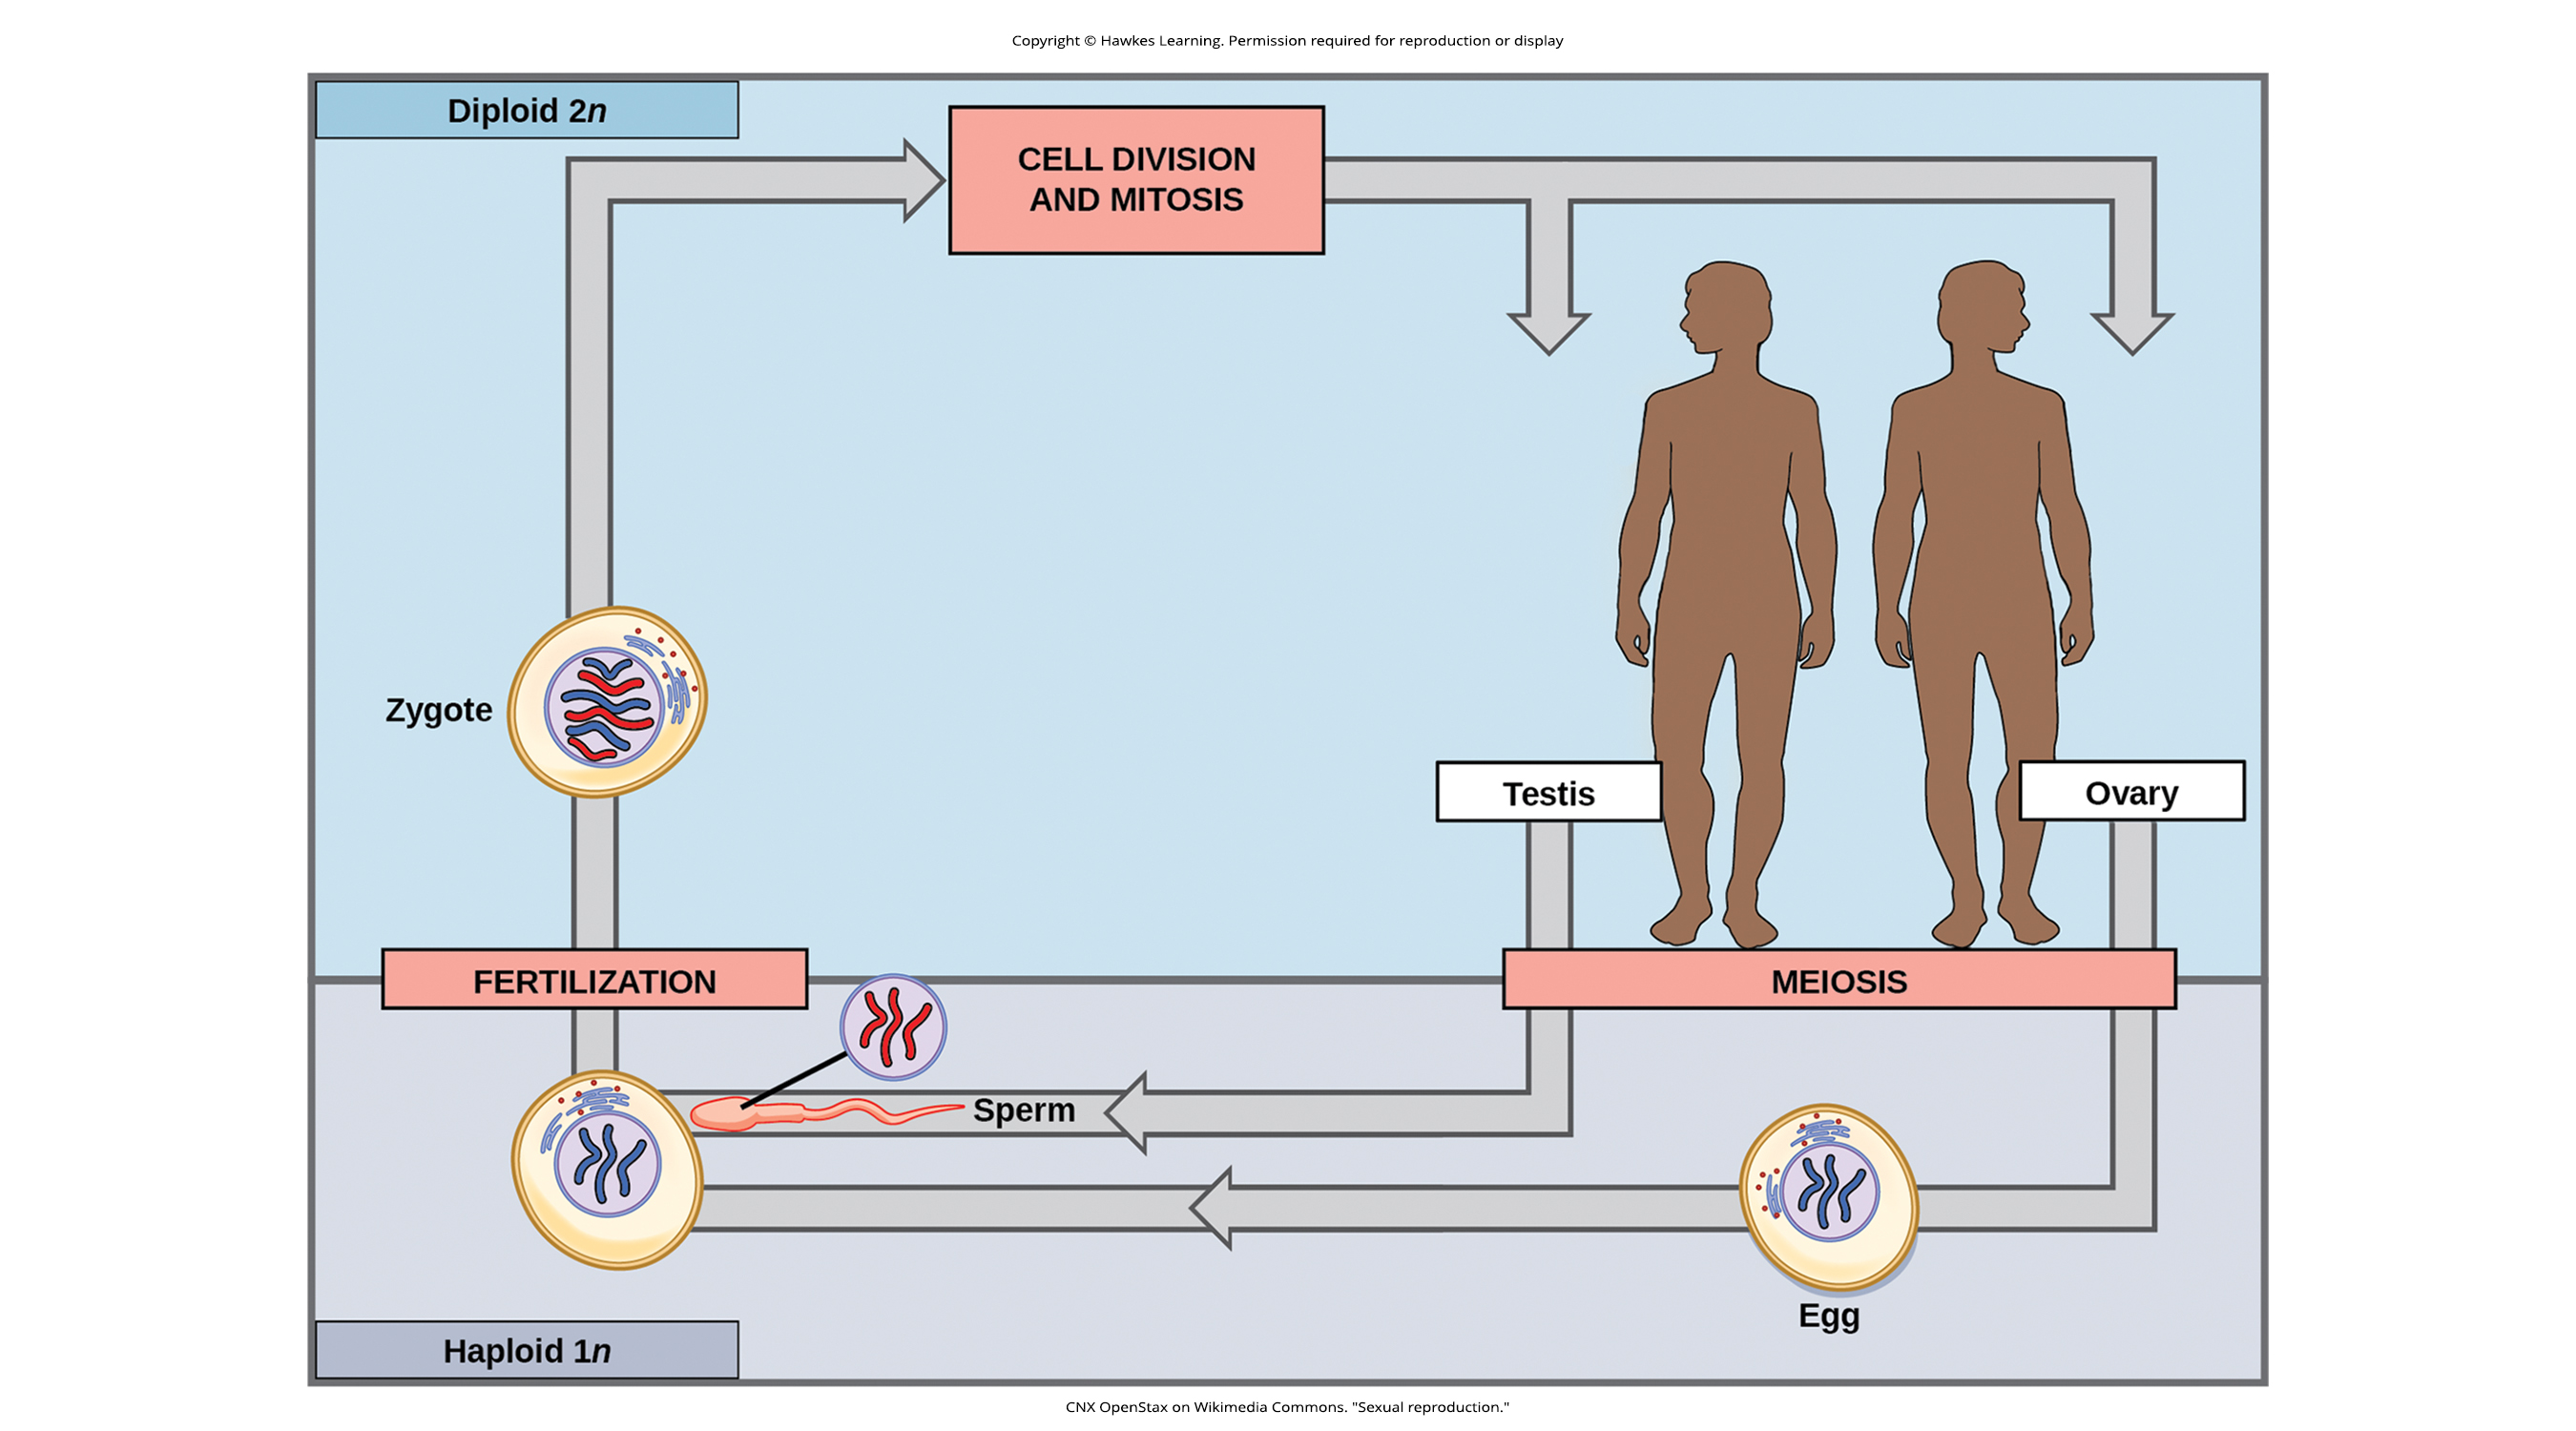 Copyright © Hawkes Learning. Permission required for reproduction or display
Diploid 2n
CELL DIVISION
AND MITOSIS
Zygote
Testis
Ovary
FERTILIZATION
MEIOSIS
Sperm
Egg
Haploid 1n
CNX OpenStax on Wikimedia Commons. "Sexual reproduction."